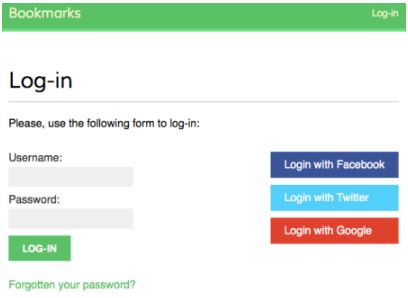 Bookmarks
Log-in
Log-in
Please, use the following form to log-in:
Username:
Password:
LOG-IN
Forgotten your password?
Login with Facebook
Login with Twitter
Login with Google